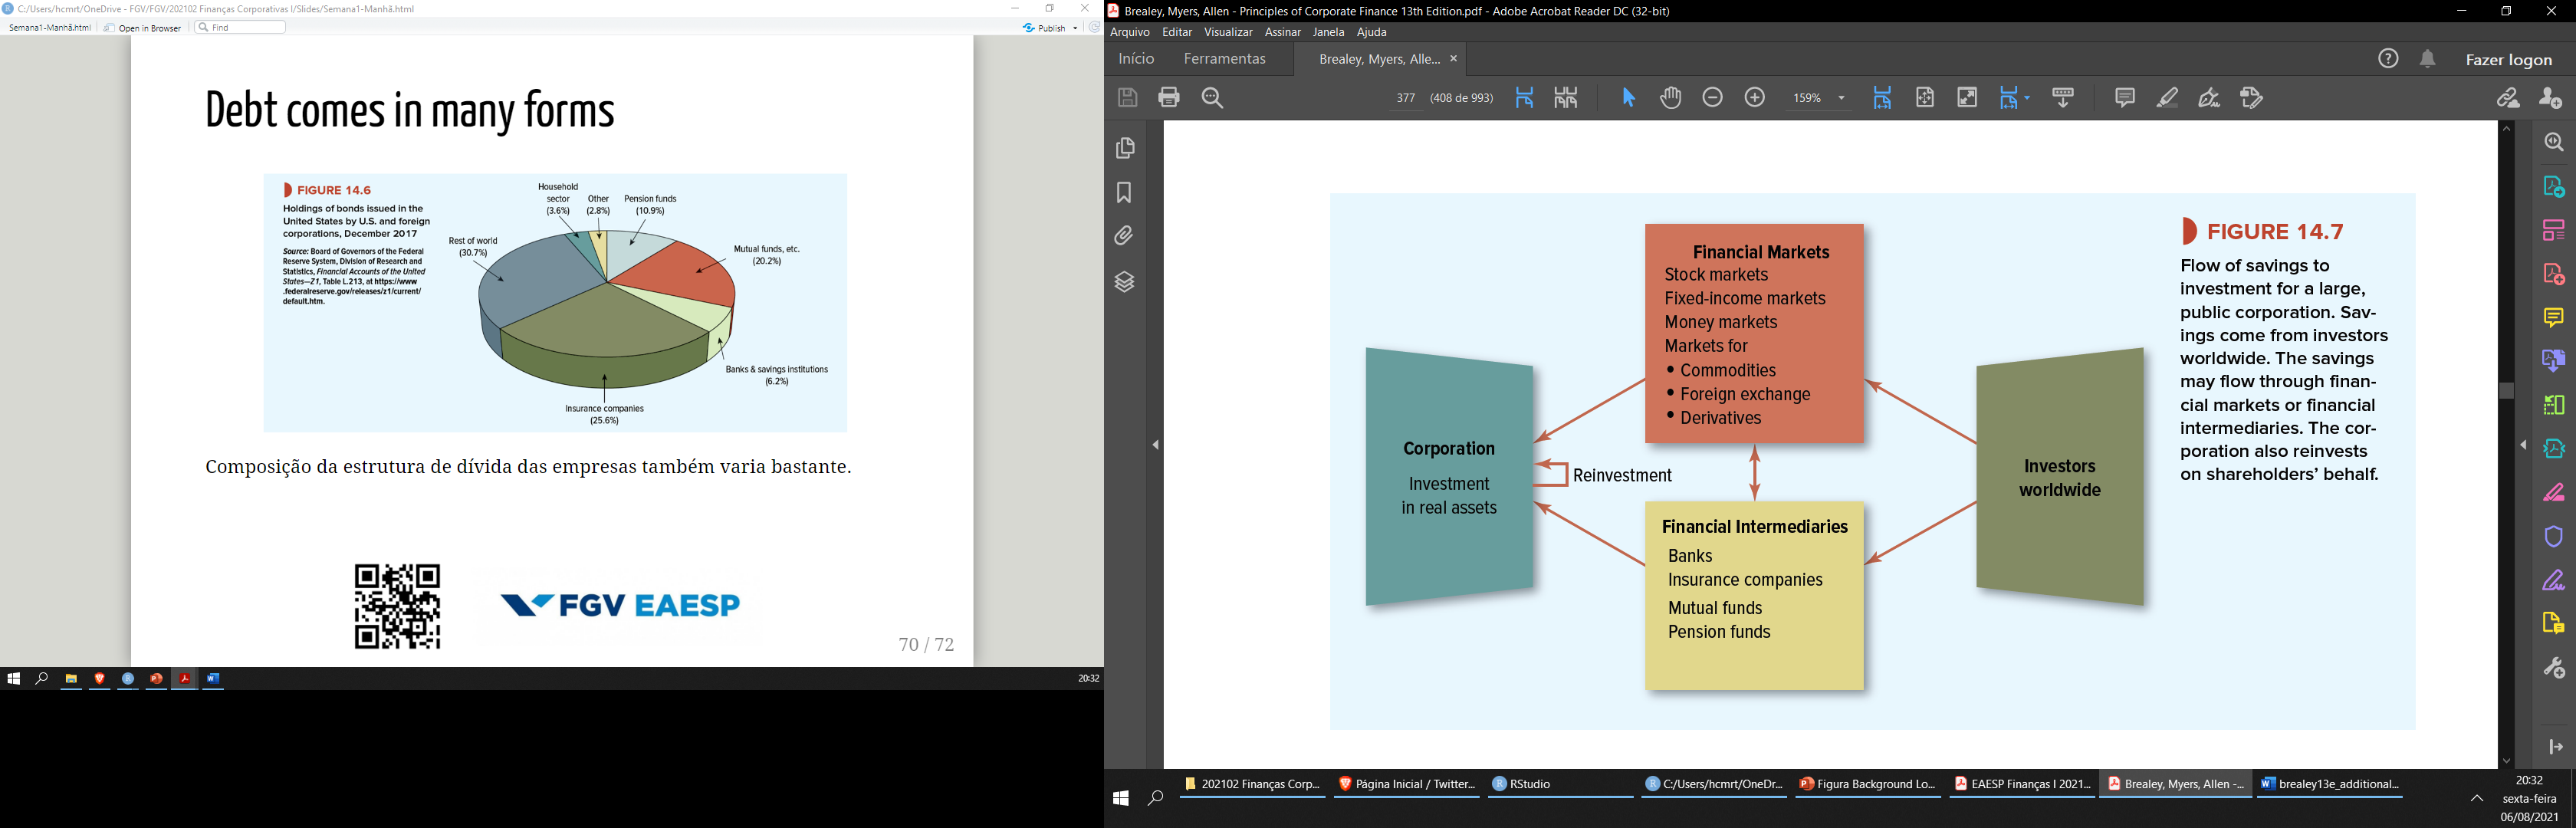 C:/Users/hcmrt/OneDrive - FGV/FGV/202102 Finanças Corporativas I/Slides/Semana1-Manhã.html
Semana1-Manhã.html
Open in Browser
Find
Publish
Debt comes in many forms
FIGURE 14.6
Holdings of bonds issued in the
United States by U.S. and foreign
corporations, December 2017
Source: Board of Governors of the Federal
Reserve System, Division of Research and
Statistics, Financial Accounts of the United
States—Z1, Table L.213, at https://www
.federalreserve.gov/releases/z1/current/
default.htm.
Household
sector
(3.6%)
Other
(2.8%)
Pension funds
(10.9%)
Rest of world
(30.7%)
Mutual funds, etc.
(20.2%)
Banks & savings institutions
(6.2%)
Insurance companies
(25.6%)
Composição da estrutura de dívida das empresas também varia bastante.
FGV EAESP
70 / 72
20:32
Brealey, Myers, Allen - Principles of Corporate Finance 13th Edition.pdf - Adobe Acrobat Reader DC (32-bit)
Arquivo Editar Visualizar Assinar Janela Ajuda
Início
Ferramentas
Brealey, Myers, Alle...
Fazer logon
377
(408 de 993)
159%
Financial Markets
Stock markets
Fixed-income markets
Money markets
Markets for
• Commodities
• Foreign exchange
• Derivatives
Corporation
Investment
in real assets
Reinvestment
Financial Intermediaries
Banks
Insurance companies
Mutual funds
Pension funds
Investors
worldwide
FIGURE 14.7
Flow of savings to
investment for a large,
public corporation. Sav-
ings come from investors
worldwide. The savings
may flow through finan-
cial markets or financial
intermediaries. The cor-
poration also reinvests
on shareholders’ behalf.
202102 Finanças Corp...
Página Inicial / Twitter...
RStudio
C:/Users/hcmrt/OneDr...
Figura Background Lo...
EAESP Finanças I 2021...
Brealey, Myers, Allen -...
brealey13e_additional...
20:32
sexta-feira
06/08/2021